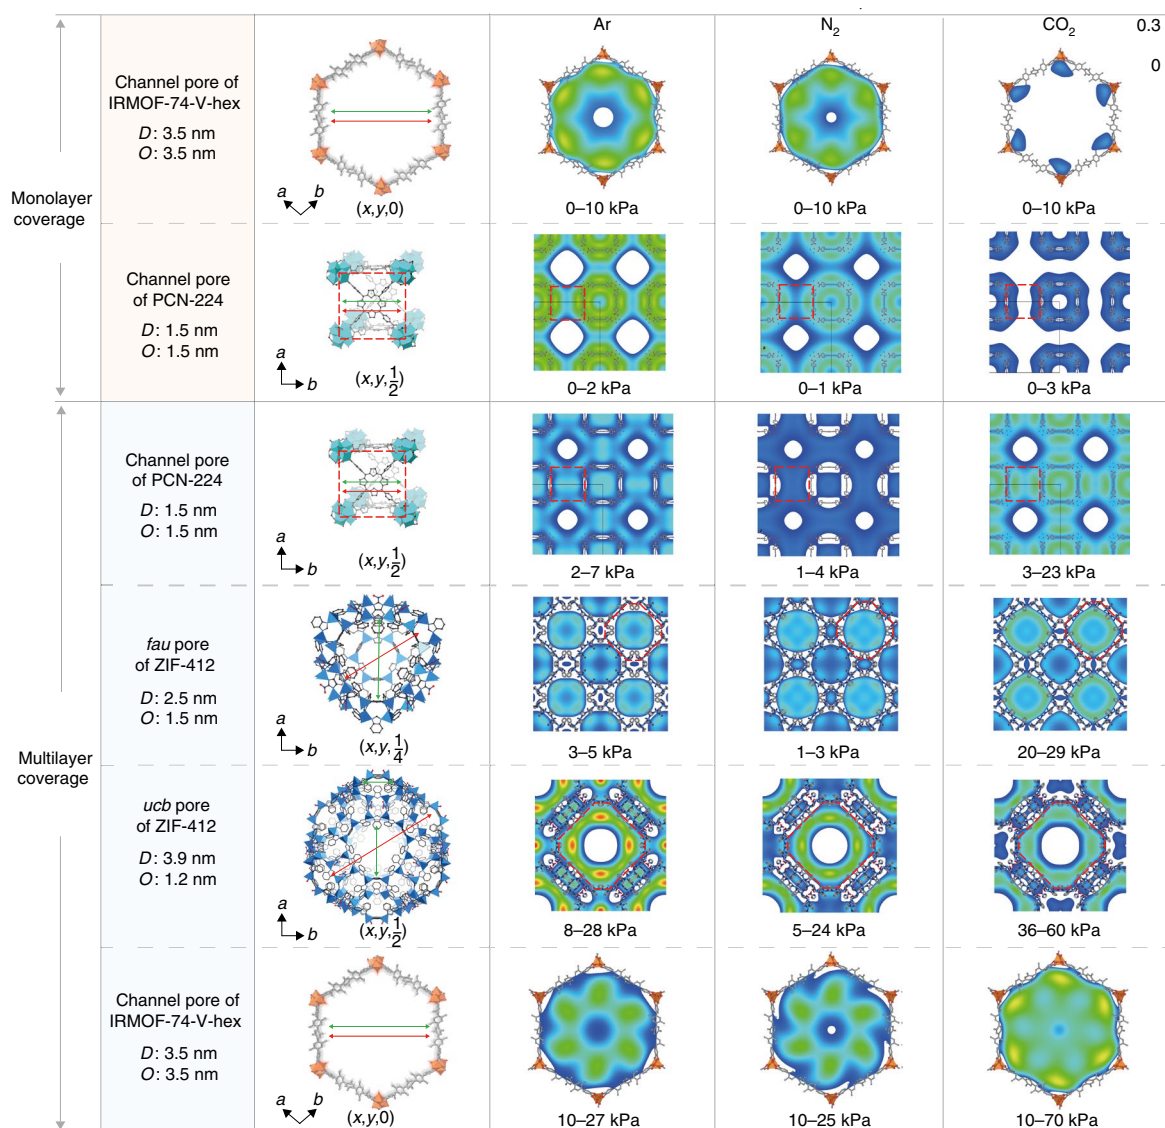 Ar
N₂
CO₂
0.3
0
Monolayer
coverage
Channel pore of
IRMOF-74-V-hex
D: 3.5 nm
O: 3.5 nm
a
b
(x,y,0)
0–10 kPa
0–10 kPa
0–10 kPa
Channel pore
of PCN-224
D: 1.5 nm
O: 1.5 nm
a
b
(x,y,1/2)
0–2 kPa
0–1 kPa
0–3 kPa
Multilayer
coverage
Channel pore
of PCN-224
D: 1.5 nm
O: 1.5 nm
a
b
(x,y,1/2)
2–7 kPa
1–4 kPa
3–23 kPa
fau pore
of ZIF-412
D: 2.5 nm
O: 1.5 nm
a
b
(x,y,1/4)
3–5 kPa
1–3 kPa
20–29 kPa
ucb pore
of ZIF-412
D: 3.9 nm
O: 1.2 nm
a
b
(x,y,1/2)
8–28 kPa
5–24 kPa
36–60 kPa
Channel pore of
IRMOF-74-V-hex
D: 3.5 nm
O: 3.5 nm
a
b
(x,y,0)
10–27 kPa
10–25 kPa
10–70 kPa